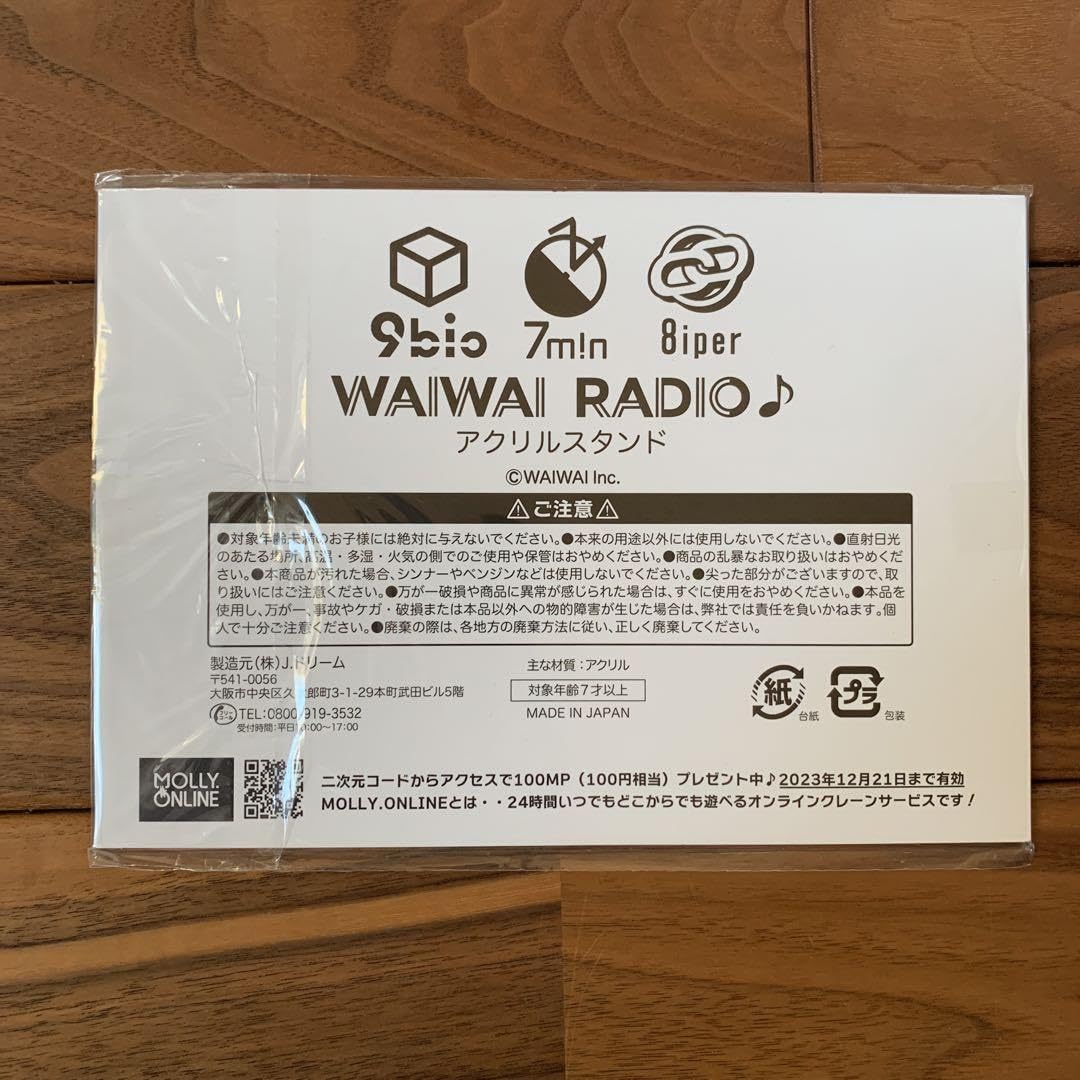 9bic
7m!n
8iper
WAIWAI RADIO♪
アクリルスタンド
©WAIWAI Inc.
⚠ご注意⚠
●対象年齢未満のお子様には絶対に与えないでください。●本来の用途以外には使用しないでください。●直射日光
のあたる場所、高温・多湿・火気の側でのご使用や保管はおやめください。●商品の乱暴なお取り扱いはおやめくだ
さい。●本商品が汚れた場合、シンナーやベンジンなどは使用しないでください。●尖った部分がございますので、取
り扱いにはご注意ください。●万が一破損や商品に異常が感じられた場合は、すぐに使用をおやめください。●本品を
使用し、万が一、事故やケガ・破損または本品以外への物的障害が生じた場合は、弊社では責任を負いかねます。個
人で十分ご注意ください。●廃棄の際は、各地方の廃棄方法に従い、正しく廃棄してください。
製造元(株)J.ドリーム
〒541-0056
大阪市中央区久太郎町3-1-29本町武田ビル5階
フリーコール TEL:0800-919-3532
受付時間:平日10:00〜17:00
主な材質:アクリル
対象年齢7才以上
MADE IN JAPAN
紙
台紙
プラ
包装
MOLLY.
ONLINE
二次元コードからアクセスで100MP（100円相当）プレゼント中♪2023年12月21日まで有効
MOLLY.ONLINEとは・・24時間いつでもどこからでも遊べるオンラインクレーンサービスです!